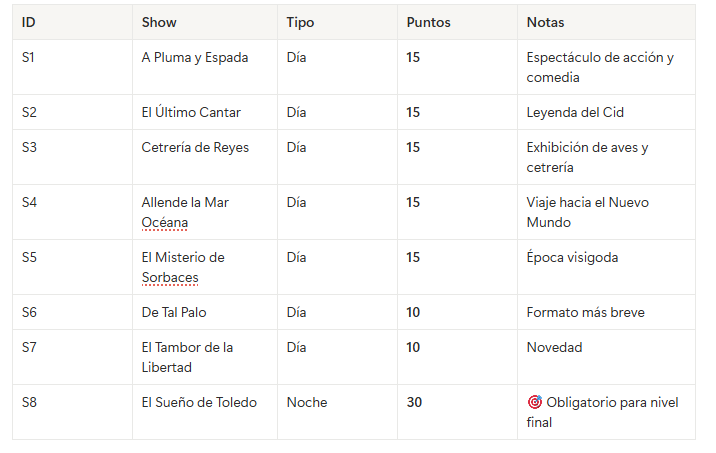 ID Show Tipo Puntos Notas
S1 A Pluma y Espada Día 15 Espectáculo de acción y
comedia
S2 El Último Cantar Día 15 Leyenda del Cid
S3 Cetrería de Reyes Día 15 Exhibición de aves y
cetrería
S4 Allende la Mar Día 15 Viaje hacia el Nuevo
Océana Mundo
S5 El Misterio de Día 15 Época visigoda
Sorbaces
S6 De Tal Palo Día 10 Formato más breve
S7 El Tambor de la Día 10 Novedad
Libertad
S8 El Sueño de Toledo Noche 30 🎯 Obligatorio para nivel
final